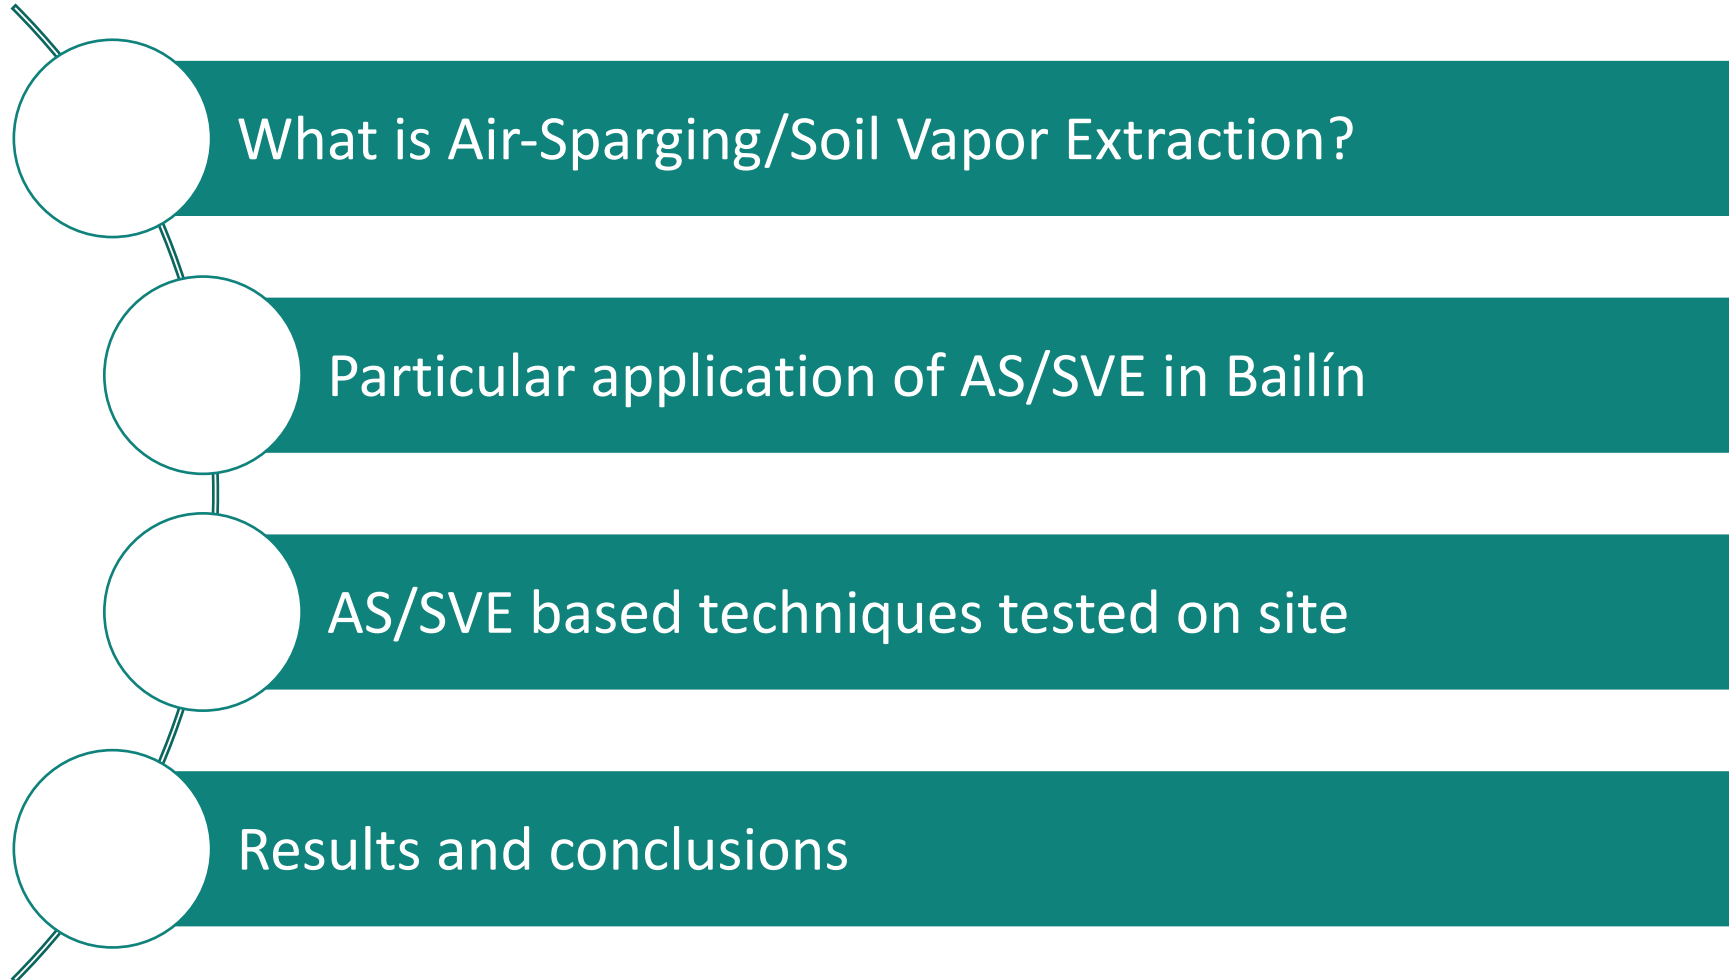 What is Air-Sparging/Soil Vapor Extraction?
Particular application of AS/SVE in Bailín
AS/SVE based techniques tested on site
Results and conclusions